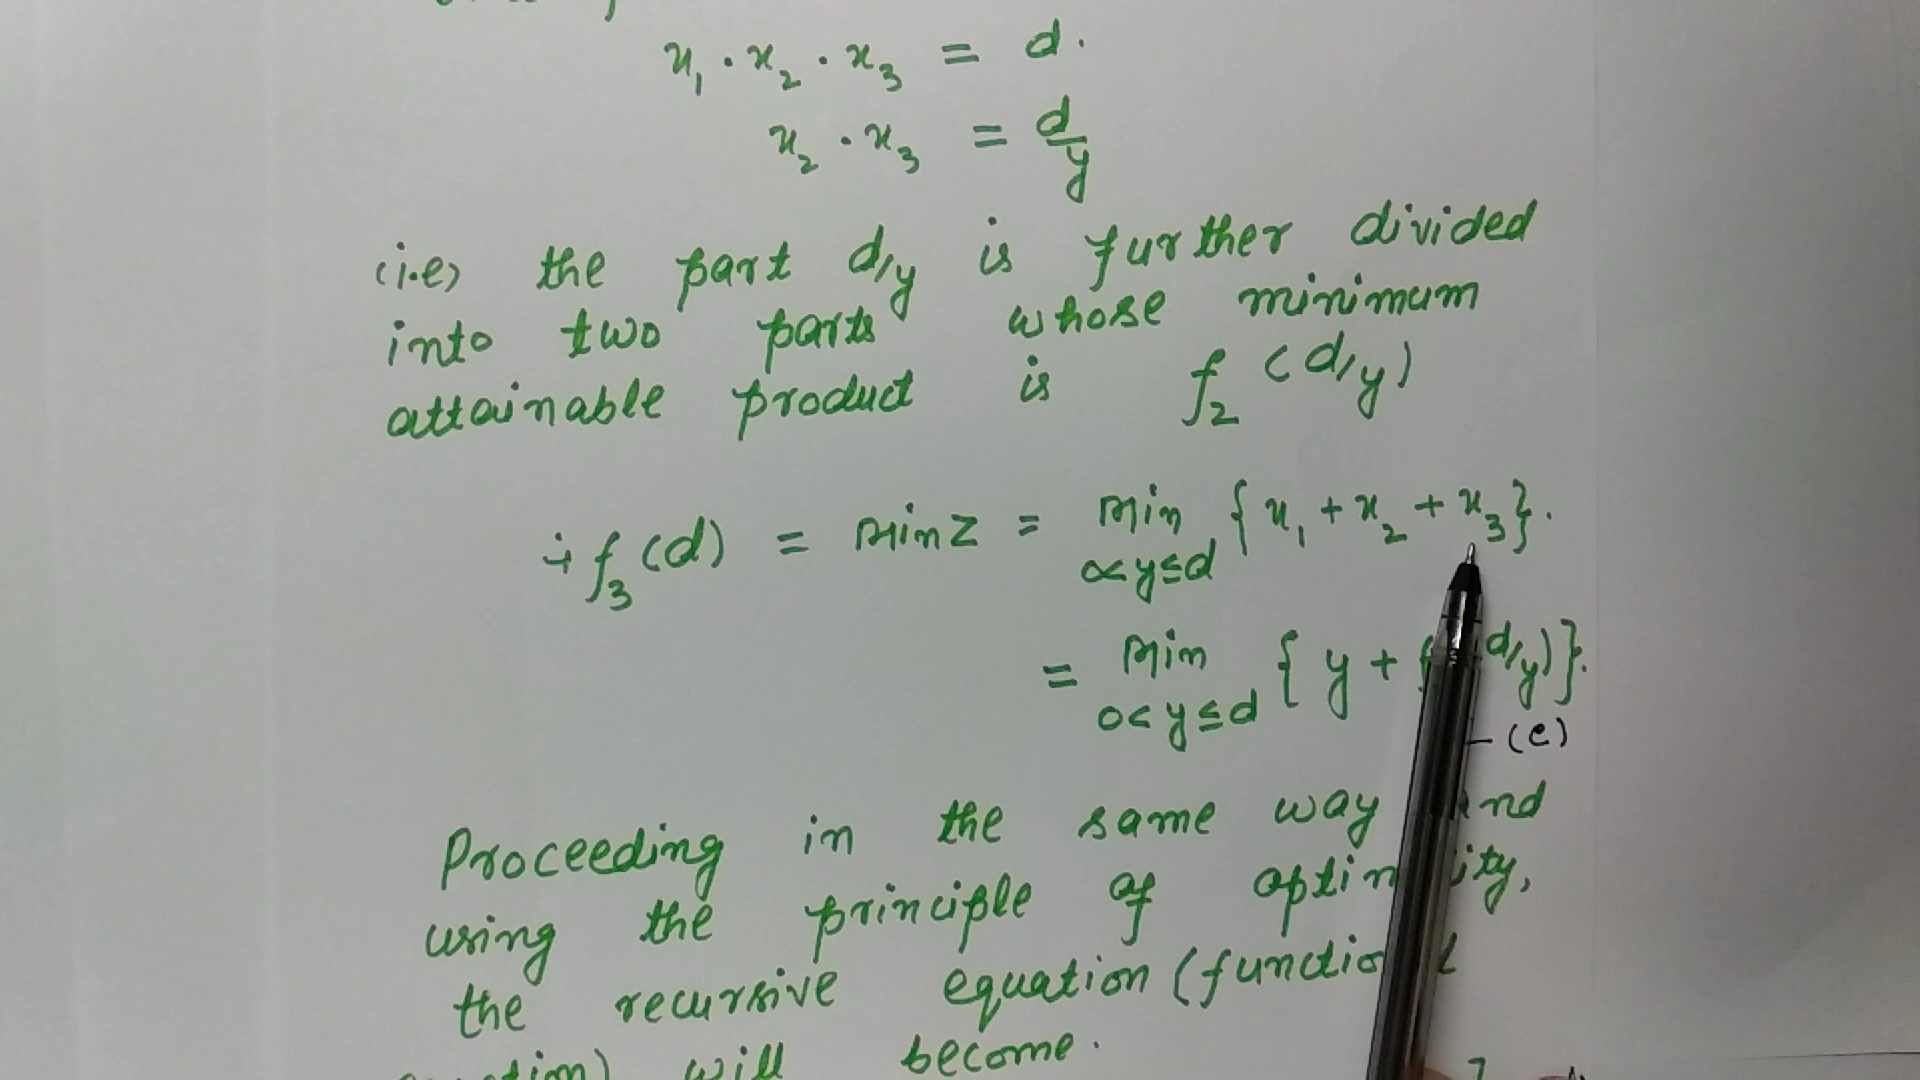 x₁ · x₂ · x₃ = d.
x₂ · x₃ = d/y
(i.e) the part d/y is further divided
into two parts whose minimum
attainable product is f₂ (d/y)
∴ f₃(d) = Min Z = Min {x₁ + x₂ + x₃}.
0<y≤d
= Min { y + d/y)}.
0<y≤d
-(e)
Proceeding in the same way
using the principle of
the recursive equation
will become.